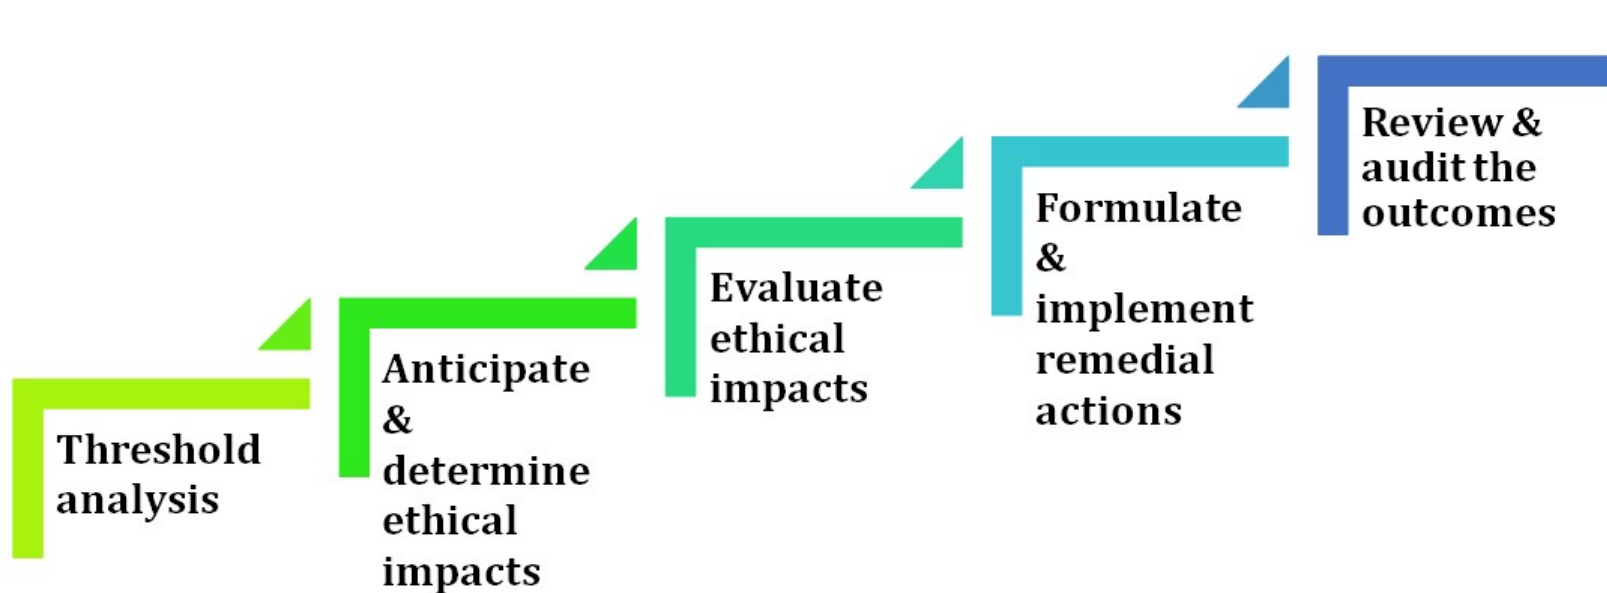 Threshold
analysis
Anticipate
&
determine
ethical
impacts
Evaluate
ethical
impacts
Formulate
&
implement
remedial
actions
Review &
audit the
outcomes